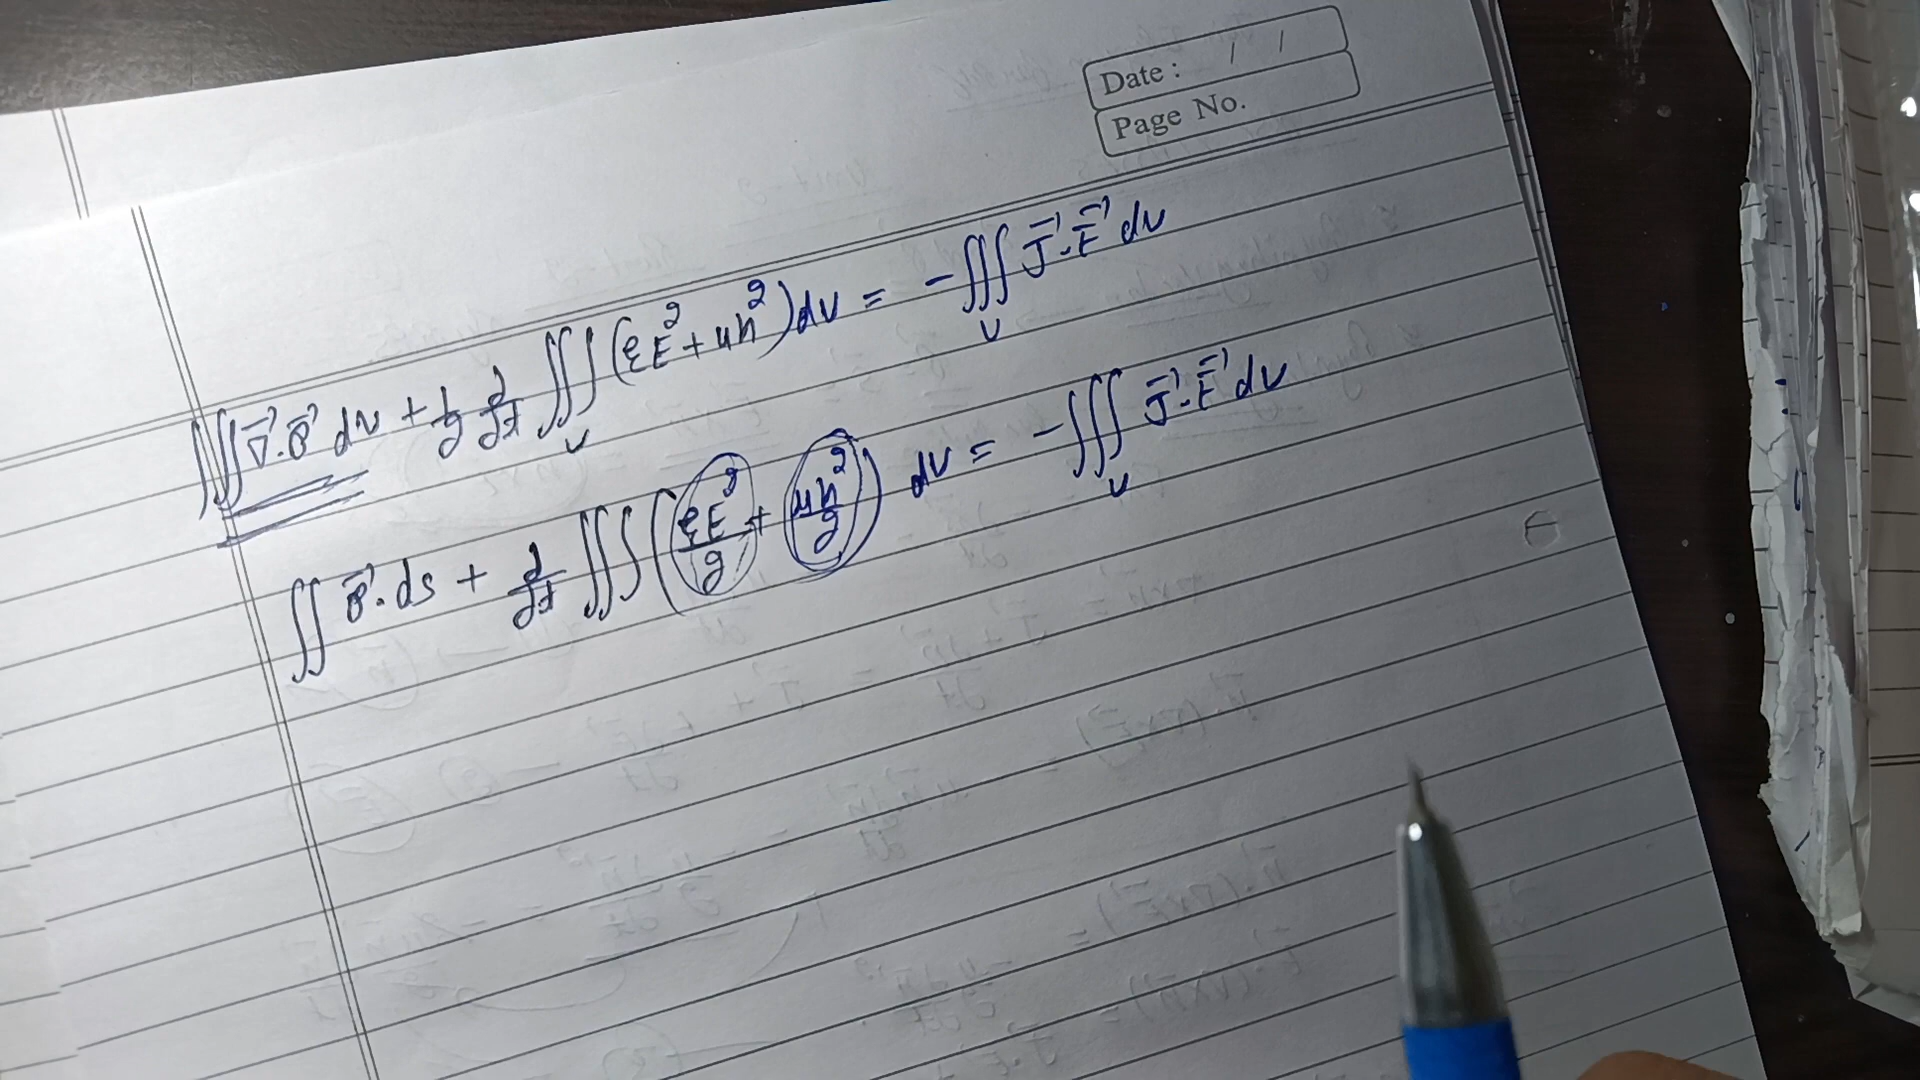 Date : / /
Page No.
∭ ∇⃗·P⃗ dv + 1/2 ∂/∂t ∭_V (εE² + μH²) dv = -∭_V J⃗·E⃗ dv
∬ P⃗·ds + ∂/∂t ∭ (εE²/2 + μH²/2) dv = -∭_V J⃗·E⃗ dv